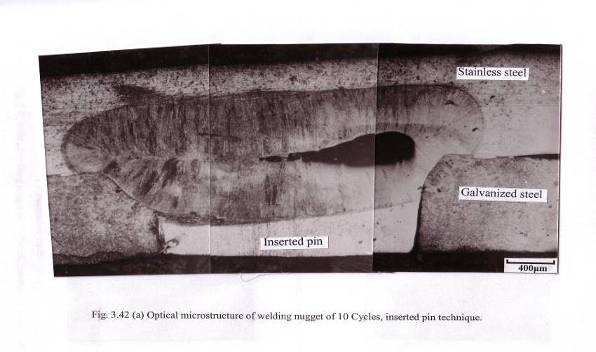 Stainless steel
Galvanized steel
Inserted pin
400µm
Fig. 3.42 (a) Optical microstructure of welding nugget of 10 Cycles, inserted pin technique.